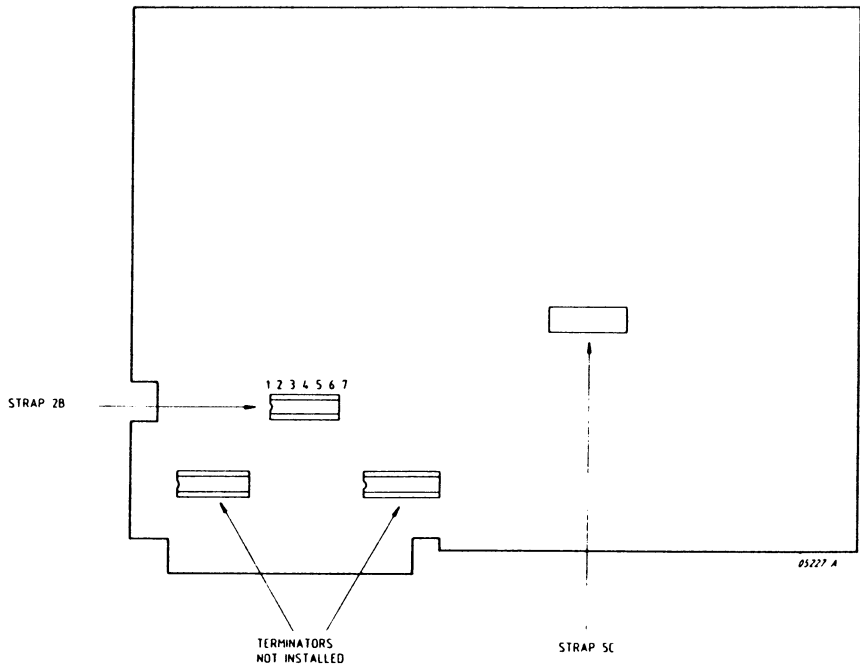 1 2 3 4 5 6 7
STRAP 2B
05227 A
TERMINATORS
NOT INSTALLED
STRAP 5C